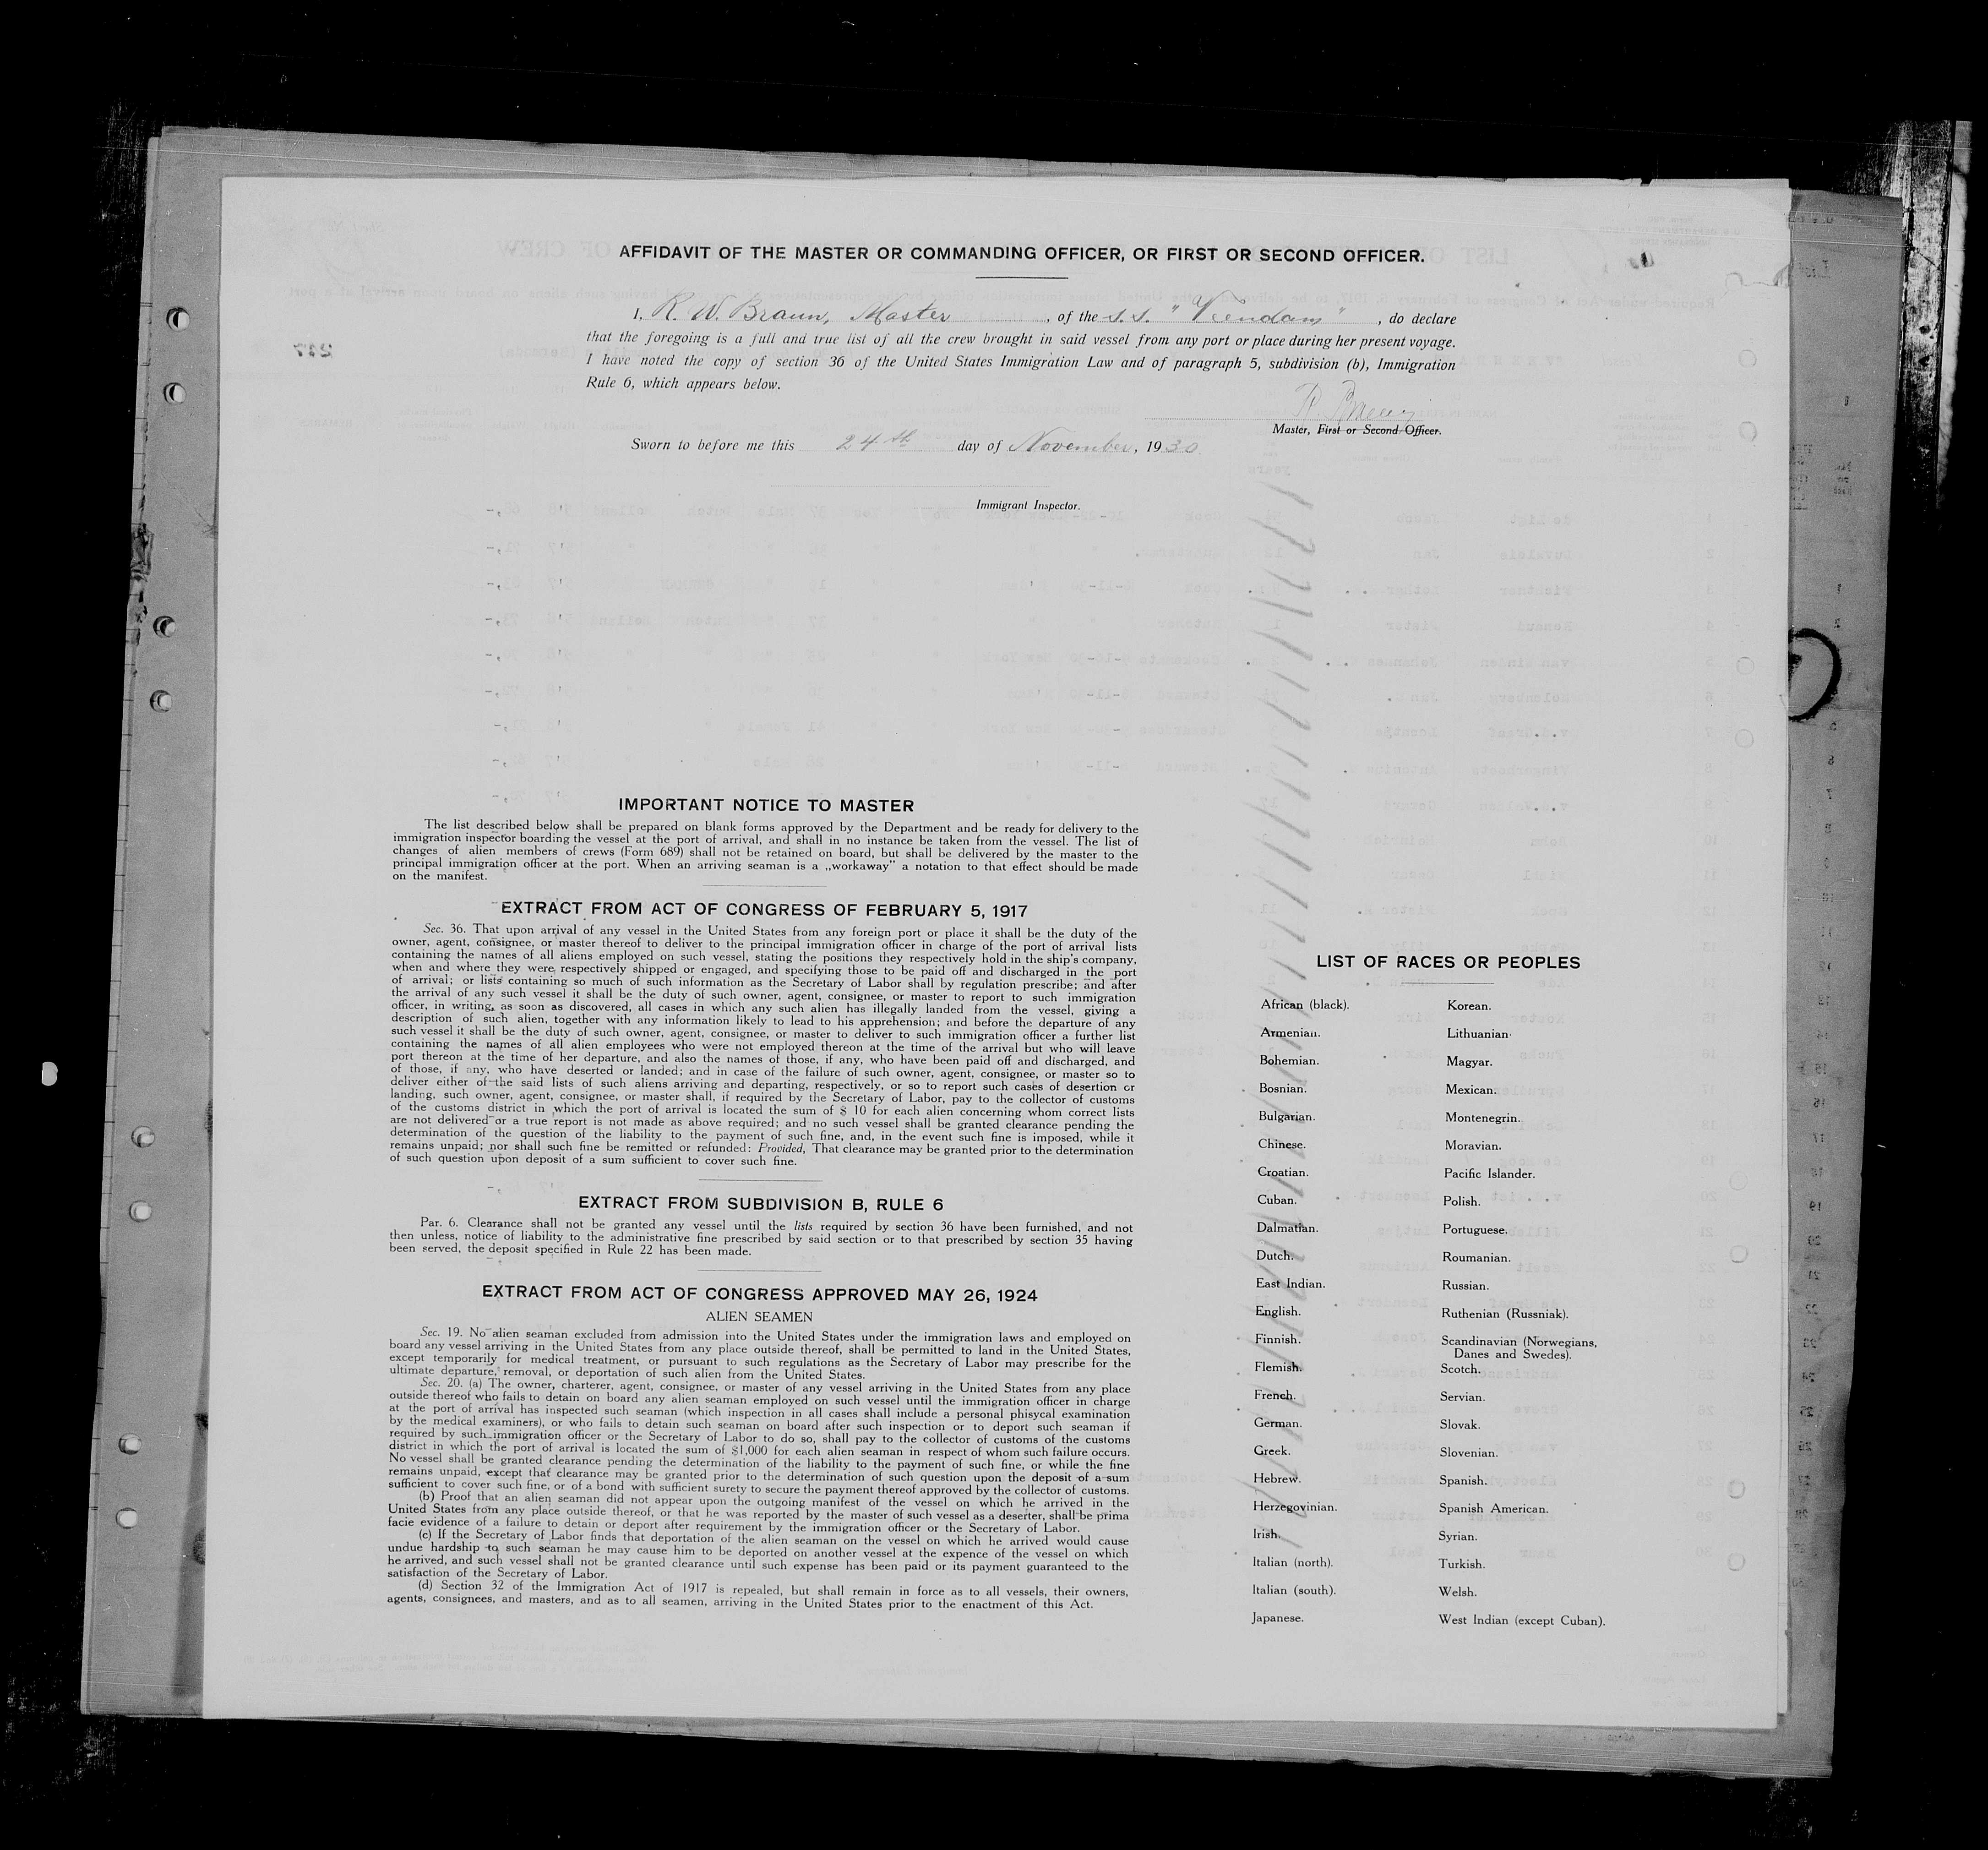 AFFIDAVIT OF THE MASTER OR COMMANDING OFFICER, OR FIRST OR SECOND OFFICER.
I, R. W. Braun, Master , of the S.S. "Veendam" , do declare
that the foregoing is a full and true list of all the crew brought in said vessel from any port or place during her present voyage.
I have noted the copy of section 36 of the United States Immigration Law and of paragraph 5, subdivision (b), Immigration
Rule 6, which appears below.
Master, First or Second Officer.
Sworn to before me this 24th day of November, 1930
Immigrant Inspector.
IMPORTANT NOTICE TO MASTER
The list described below shall be prepared on blank forms approved by the Department and be ready for delivery to the
immigration inspector boarding the vessel at the port of arrival, and shall in no instance be taken from the vessel. The list of
changes of alien members of crews (Form 689) shall not be retained on board, but shall be delivered by the master to the
principal immigration officer at the port. When an arriving seaman is a „workaway" a notation to that effect should be made
on the manifest.
EXTRACT FROM ACT OF CONGRESS OF FEBRUARY 5, 1917
Sec. 36. That upon arrival of any vessel in the United States from any foreign port or place it shall be the duty of the
owner, agent, consignee, or master thereof to deliver to the principal immigration officer in charge of the port of arrival lists
containing the names of all aliens employed on such vessel, stating the positions they respectively hold in the ship's company,
when and where they were respectively shipped or engaged, and specifying those to be paid off and discharged in the port
of arrival; or lists containing so much of such information as the Secretary of Labor shall by regulation prescribe; and after
the arrival of any such vessel it shall be the duty of such owner, agent, consignee, or master to report to such immigration
officer, in writing, as soon as discovered, all cases in which any such alien has illegally landed from the vessel, giving a
description of such alien, together with any information likely to lead to his apprehension; and before the departure of any
such vessel it shall be the duty of such owner, agent, consignee, or master to deliver to such immigration officer a further list
containing the names of all alien employees who were not employed thereon at the time of the arrival but who will leave
port thereon at the time of her departure, and also the names of those, if any, who have been paid off and discharged, and
of those, if any, who have deserted or landed; and in case of the failure of such owner, agent, consignee, or master so to
deliver either of the said lists of such aliens arriving and departing, respectively, or so to report such cases of desertion or
landing, such owner, agent, consignee, or master shall, if required by the Secretary of Labor, pay to the collector of customs
of the customs district in which the port of arrival is located the sum of $ 10 for each alien concerning whom correct lists
are not delivered or a true report is not made as above required; and no such vessel shall be granted clearance pending the
determination of the question of the liability to the payment of such fine, and, in the event such fine is imposed, while it
remains unpaid; nor shall such fine be remitted or refunded: Provided, That clearance may be granted prior to the determination
of such question upon deposit of a sum sufficient to cover such fine.
EXTRACT FROM SUBDIVISION B, RULE 6
Par. 6. Clearance shall not be granted any vessel until the lists required by section 36 have been furnished, and not
then unless, notice of liability to the administrative fine prescribed by said section or to that prescribed by section 35 having
been served, the deposit specified in Rule 22 has been made.
EXTRACT FROM ACT OF CONGRESS APPROVED MAY 26, 1924
ALIEN SEAMEN
Sec. 19. No alien seaman excluded from admission into the United States under the immigration laws and employed on
board any vessel arriving in the United States from any place outside thereof, shall be permitted to land in the United States,
except temporarily for medical treatment, or pursuant to such regulations as the Secretary of Labor may prescribe for the
ultimate departure, removal, or deportation of such alien from the United States.
Sec. 20. (a) The owner, charterer, agent, consignee, or master of any vessel arriving in the United States from any place
outside thereof who fails to detain on board any alien seaman employed on such vessel until the immigration officer in charge
at the port of arrival has inspected such seaman (which inspection in all cases shall include a personal phisycal examination
by the medical examiners), or who fails to detain such seaman on board after such inspection or to deport such seaman if
required by such immigration officer or the Secretary of Labor to do so, shall pay to the collector of customs of the customs
district in which the port of arrival is located the sum of $1,000 for each alien seaman in respect of whom such failure occurs.
No vessel shall be granted clearance pending the determination of the liability to the payment of such fine, or while the fine
remains unpaid, except that clearance may be granted prior to the determination of such question upon the deposit of a sum
sufficient to cover such fine, or of a bond with sufficient surety to secure the payment thereof approved by the collector of customs.
(b) Proof that an alien seaman did not appear upon the outgoing manifest of the vessel on which he arrived in the
United States from any place outside thereof, or that he was reported by the master of such vessel as a deserter, shall be prima
facie evidence of a failure to detain or deport after requirement by the immigration officer or the Secretary of Labor.
(c) If the Secretary of Labor finds that deportation of the alien seaman on the vessel on which he arrived would cause
undue hardship to such seaman he may cause him to be deported on another vessel at the expence of the vessel on which
he arrived, and such vessel shall not be granted clearance until such expense has been paid or its payment guaranteed to the
satisfaction of the Secretary of Labor.
(d) Section 32 of the Immigration Act of 1917 is repealed, but shall remain in force as to all vessels, their owners,
agents, consignees, and masters, and as to all seamen, arriving in the United States prior to the enactment of this Act.
LIST OF RACES OR PEOPLES
African (black).
Armenian.
Bohemian.
Bosnian.
Bulgarian.
Chinese.
Croatian.
Cuban.
Dalmatian.
Dutch.
East Indian.
English.
Finnish.
Flemish.
French.
German.
Greek.
Hebrew.
Herzegovinian.
Irish.
Italian (north).
Italian (south).
Japanese.
Korean.
Lithuanian.
Magyar.
Mexican.
Montenegrin.
Moravian.
Pacific Islander.
Polish.
Portuguese.
Roumanian.
Russian.
Ruthenian (Russniak).
Scandinavian (Norwegians,
Danes and Swedes).
Scotch.
Servian.
Slovak.
Slovenian.
Spanish.
Spanish American.
Syrian.
Turkish.
Welsh.
West Indian (except Cuban).